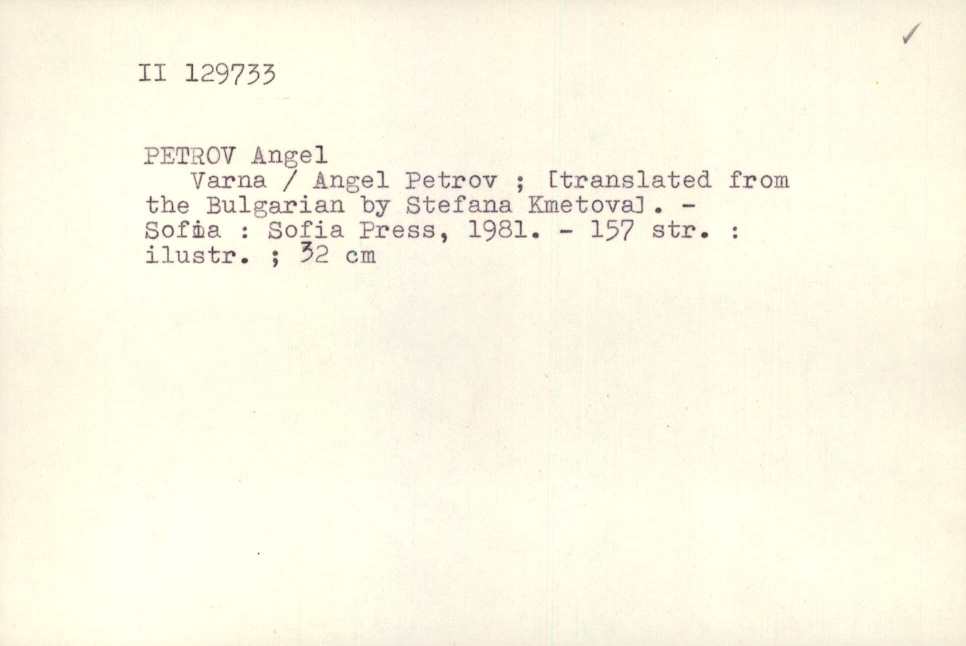 II 129733
PETROV Angel
Varna / Angel Petrov ; [translated from
the Bulgarian by Stefana Kmetova]. -
Sofia : Sofia Press, 1981. - 157 str. :
ilustr. ; 32 cm